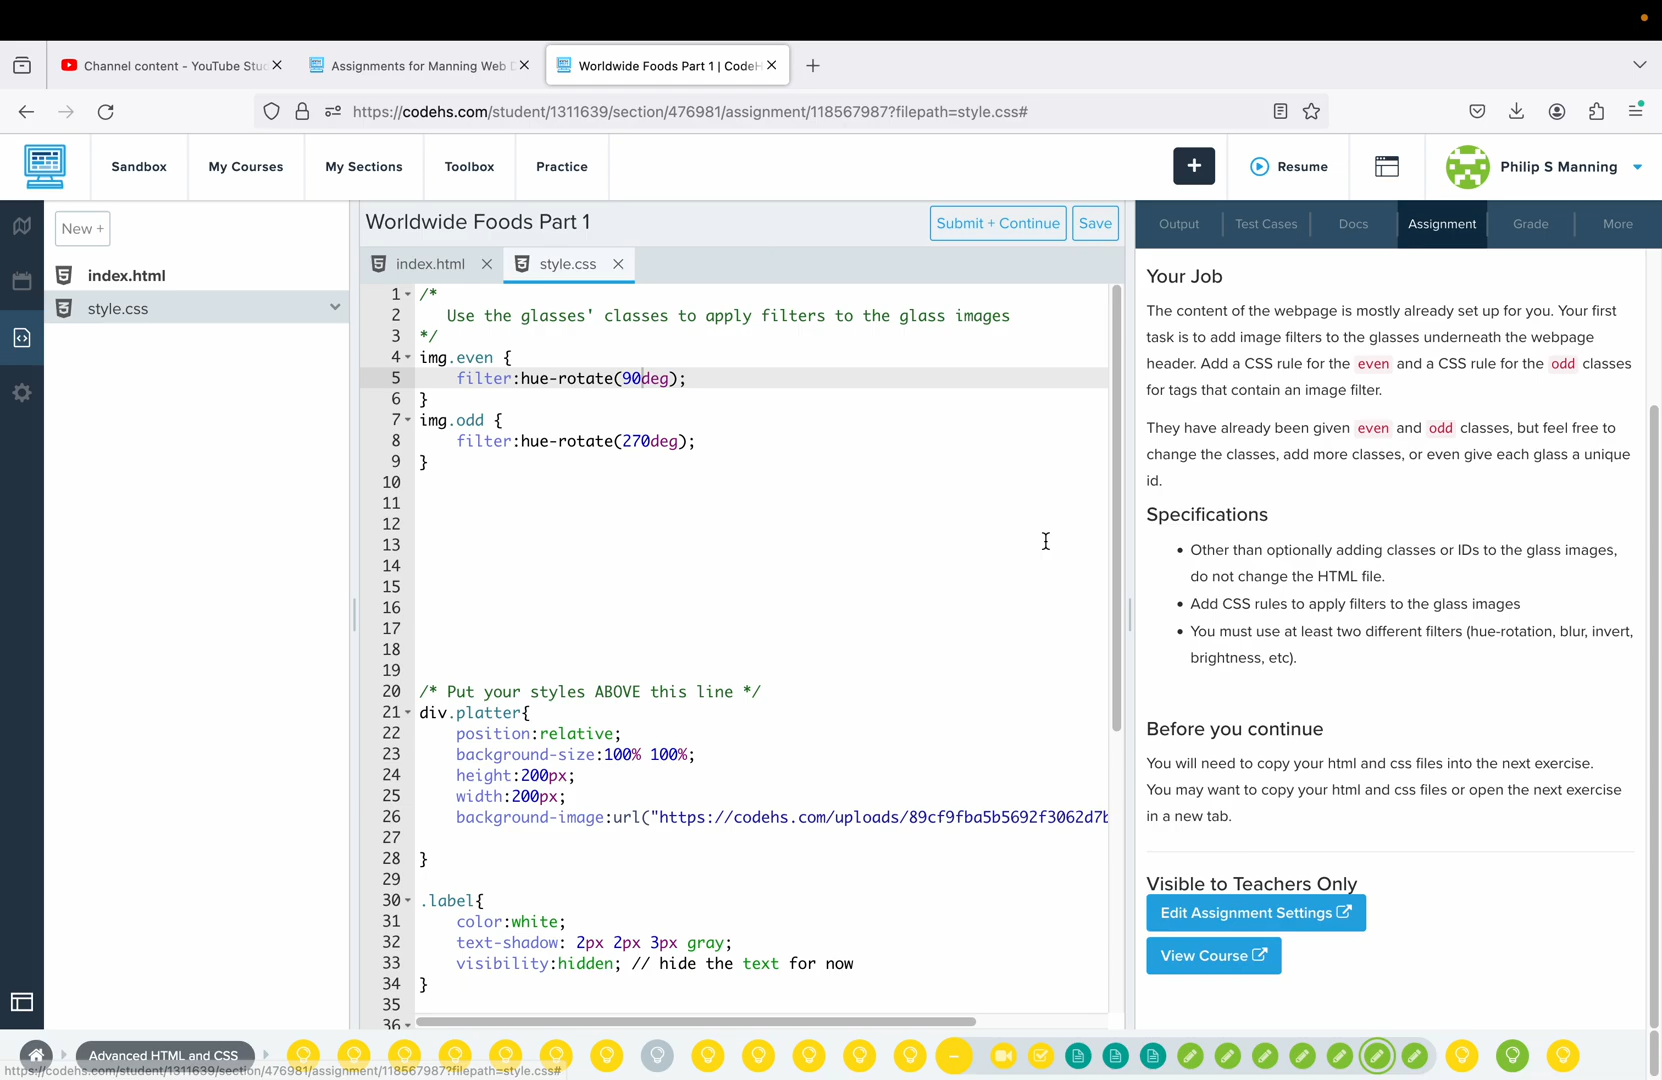 Channel content - YouTube Stu
Assignments for Manning Web D
Worldwide Foods Part 1 | CodeH
https://codehs.com/student/1311639/section/476981/assignment/118567987?filepath=style.css#
Sandbox
My Courses
My Sections
Toolbox
Practice
+
Resume
Philip S Manning
New +
index.html
style.css
Worldwide Foods Part 1
Submit + Continue
Save
index.html
style.css
1 /*
2 Use the glasses' classes to apply filters to the glass images
3 */
4 img.even {
5 filter:hue-rotate(90deg);
6 }
7 img.odd {
8 filter:hue-rotate(270deg);
9 }
10
11
12
13
14
15
16
17
18
19
20 /* Put your styles ABOVE this line */
21 div.platter{
22 position:relative;
23 background-size:100% 100%;
24 height:200px;
25 width:200px;
26 background-image:url("https://codehs.com/uploads/89cf9fba5b5692f3062d7b
27
28 }
29
30 .label{
31 color:white;
32 text-shadow: 2px 2px 3px gray;
33 visibility:hidden; // hide the text for now
34 }
35
36
Output
Test Cases
Docs
Assignment
Grade
More
Your Job
The content of the webpage is mostly already set up for you. Your first
task is to add image filters to the glasses underneath the webpage
header. Add a CSS rule for the even and a CSS rule for the odd classes
for tags that contain an image filter.
They have already been given even and odd classes, but feel free to
change the classes, add more classes, or even give each glass a unique
id.
Specifications
• Other than optionally adding classes or IDs to the glass images,
do not change the HTML file.
• Add CSS rules to apply filters to the glass images
• You must use at least two different filters (hue-rotation, blur, invert,
brightness, etc).
Before you continue
You will need to copy your html and css files into the next exercise.
You may want to copy your html and css files or open the next exercise
in a new tab.
Visible to Teachers Only
Edit Assignment Settings
View Course
Advanced HTML and CSS
https://codehs.com/student/1311639/section/476981/assignment/118567987?filepath=style.css#